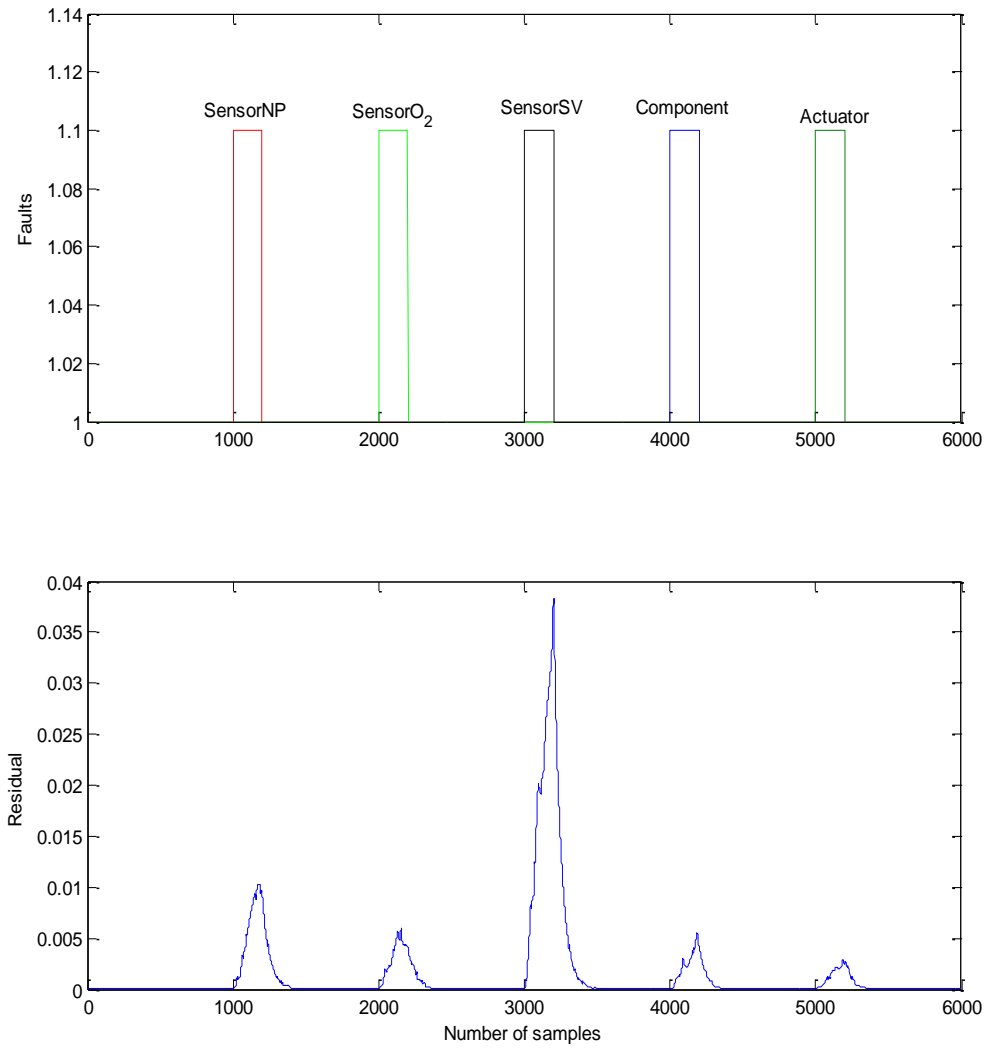 1.14
1.12
1.1
1.08
1.06
1.04
1.02
1
Faults
SensorNP
SensorO2
SensorSV
Component
Actuator
0 1000 2000 3000 4000 5000 6000
0.04
0.035
0.03
0.025
0.02
0.015
0.01
0.005
0
Residual
0 1000 2000 3000 4000 5000 6000
Number of samples